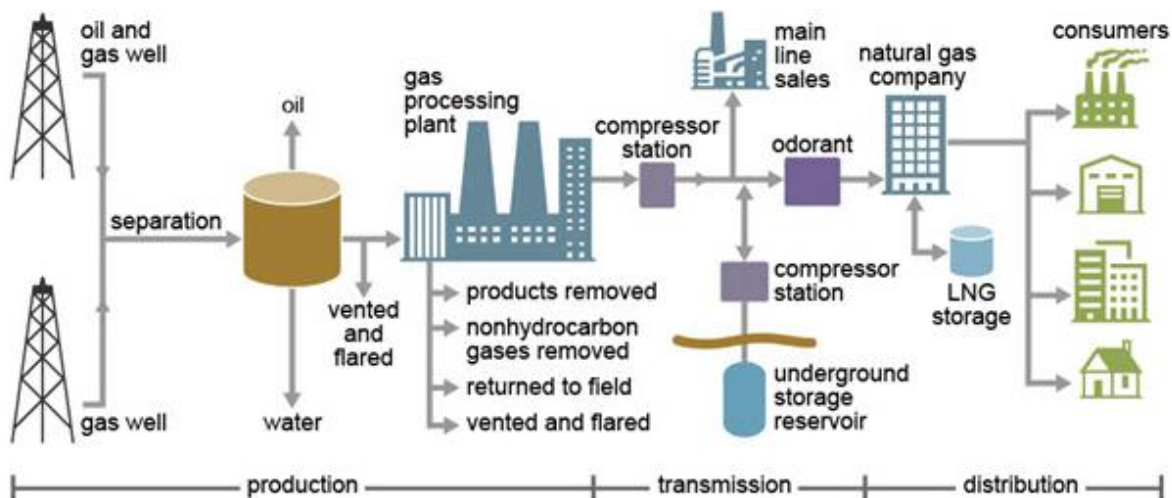 oil and
gas well
separation
gas well
oil
water
vented
and
flared
gas
processing
plant
products removed
nonhydrocarbon
gases removed
returned to field
vented and flared
compressor
station
main
line
sales
odorant
compressor
station
underground
storage
reservoir
natural gas
company
LNG
storage
consumers
production
transmission
distribution